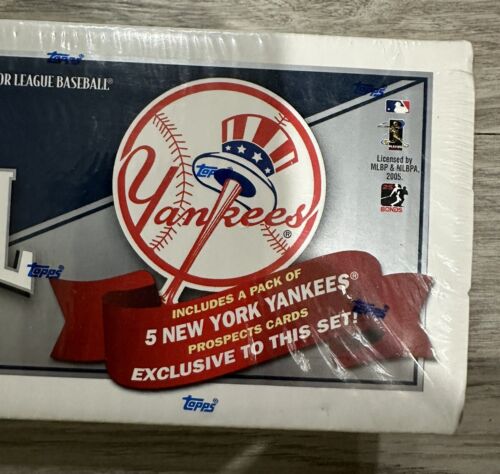 Topps
OR LEAGUE BASEBALL®
Topps
Topps
Yankees®
Licensed by
MLBP & MLBPA,
2005.
25
BONDS
L
Topps
INCLUDES A PACK OF
5 NEW YORK YANKEES®
PROSPECTS CARDS
EXCLUSIVE TO THIS SET!
Topps
Topps